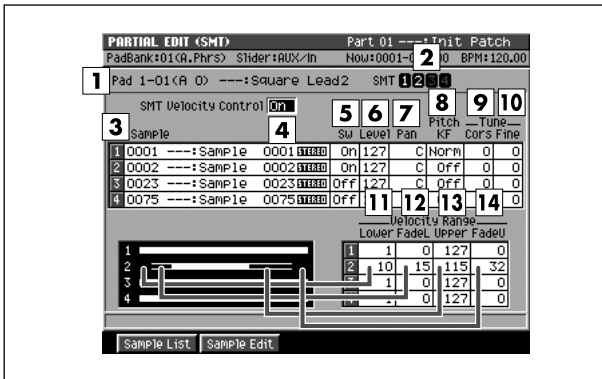 PARTIAL EDIT (SMT) Part 01 ---:Init Patch
PadBank:01(A.Phrs) Slider:AUX/In Now:0001- 00 BPM:120.00
2
1 Pad 1-01(A 0) ---:Square Lead2 SMT 1 2 3 4
SMT Velocity Control On
5 6 7 8 9 10
3 Sample 4 Sw Level Pan Pitch KF Tune Cors Fine
1 0001 ---:Sample 0001 STEREO On 127 C Norm 0 0
2 0002 ---:Sample 0002 STEREO On 127 C Off 0 0
3 0023 ---:Sample 0023 STEREO Off 127 C Off 0 0
4 0075 ---:Sample 0075 STEREO Off 0
11 12 13 14
Velocity Range
Lower FadeL Upper FadeU
1 1 0 127 0
2 10 15 115 32
1 0 127 0
0 127 0
1
2
3
4
Sample List Sample Edit